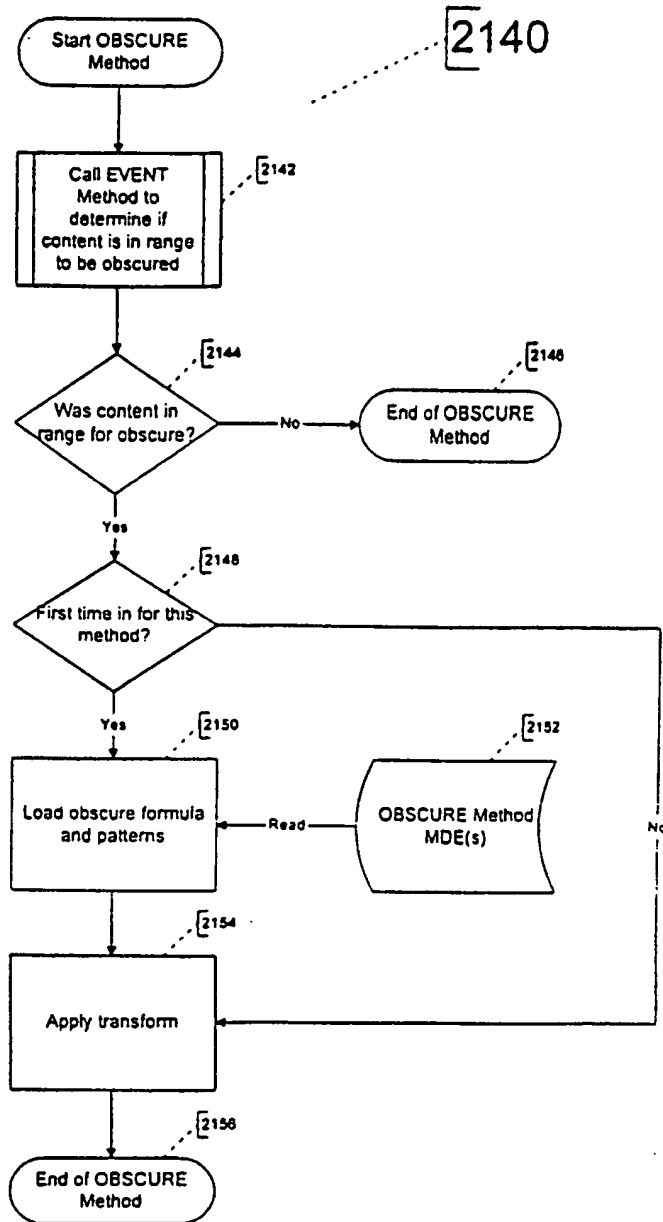 Start OBSCURE
Method
2140
Call EVENT
Method to
determine if
content is in range
to be obscured
2142
2144
Was content in
range for obscure?
No
2146
End of OBSCURE
Method
Yes
2148
First time in for this
method?
Yes
No
2150
Load obscure formula
and patterns
Read
2152
OBSCURE Method
MDE(s)
2154
Apply transform
2156
End of OBSCURE
Method